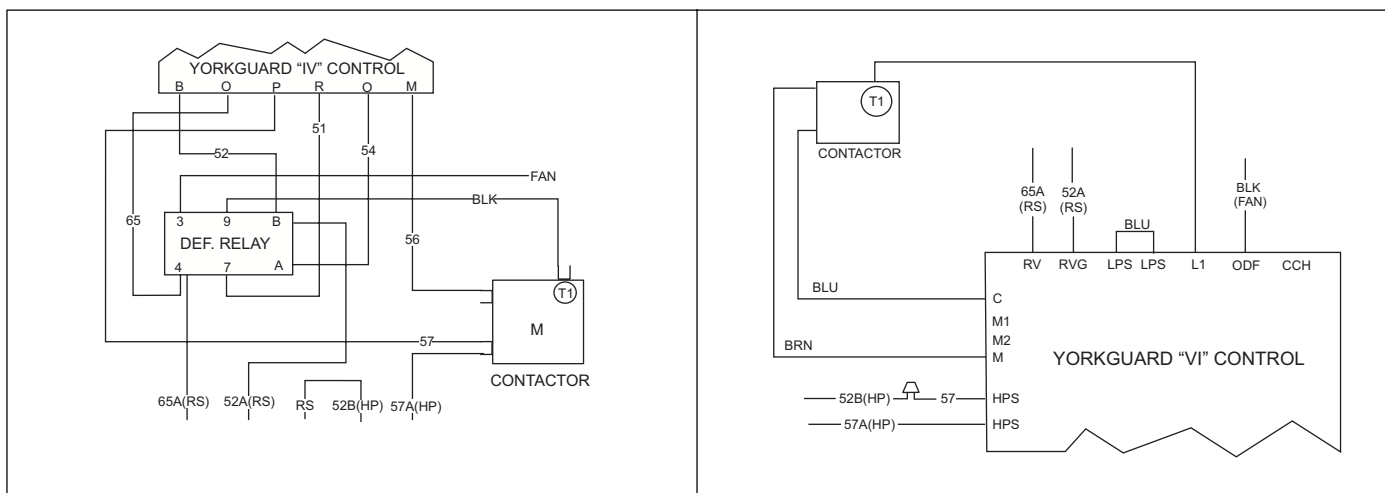 YORKGUARD “IV” CONTROL
B O P R O M
51
52
54
FAN
BLK
65
3 9 B
DEF. RELAY
4 7 A
56
T1
M
57
CONTACTOR
65A(RS) 52A(RS) RS 52B(HP) 57A(HP)
T1
CONTACTOR
65A
(RS)
52A
(RS)
BLK
(FAN)
BLU
RV RVG LPS LPS L1 ODF CCH
BLU
C
M1
M2
BRN
M
YORKGUARD “VI” CONTROL
52B(HP) 57 HPS
57A(HP) HPS